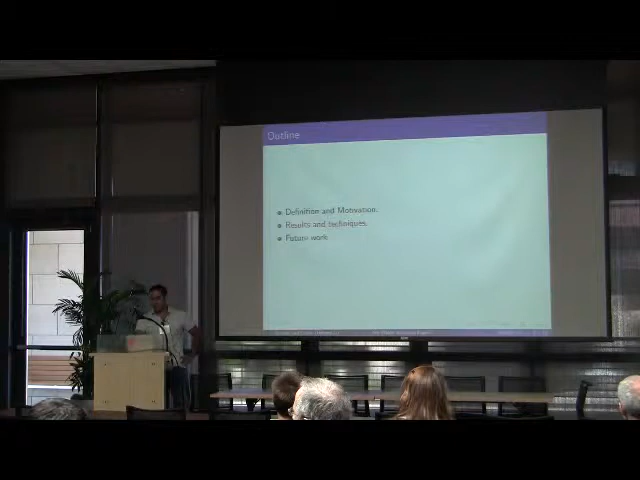 Outline
Definition and Motivation.
Results and techniques.
Future work